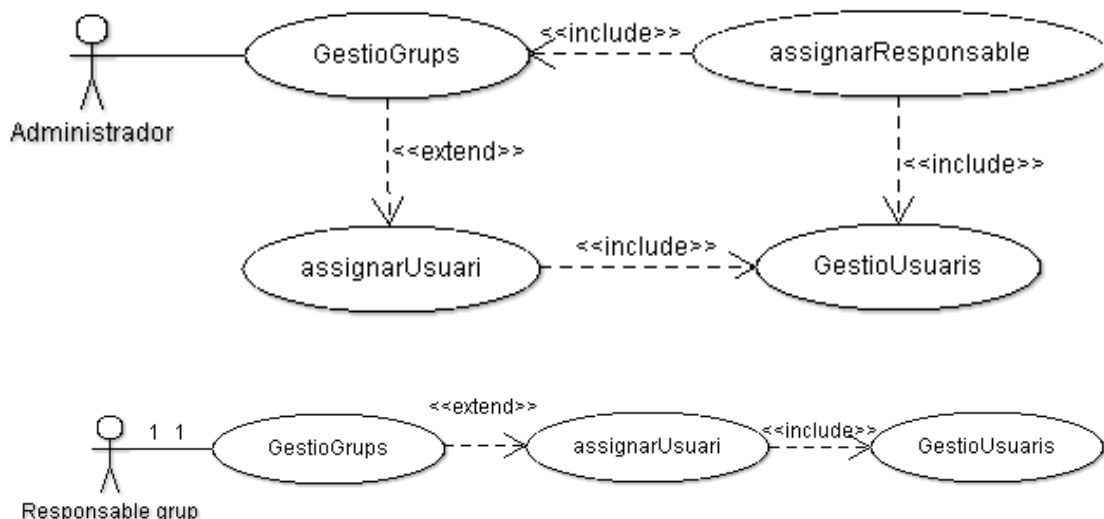 <<include>>
GestioGrups
assignarResponsable
Administrador
<<extend>>
<<include>>
<<include>>
assignarUsuari
GestioUsuaris
<<extend>>
1 1
<<include>>
GestioGrups
assignarUsuari
GestioUsuaris
Responsable grup